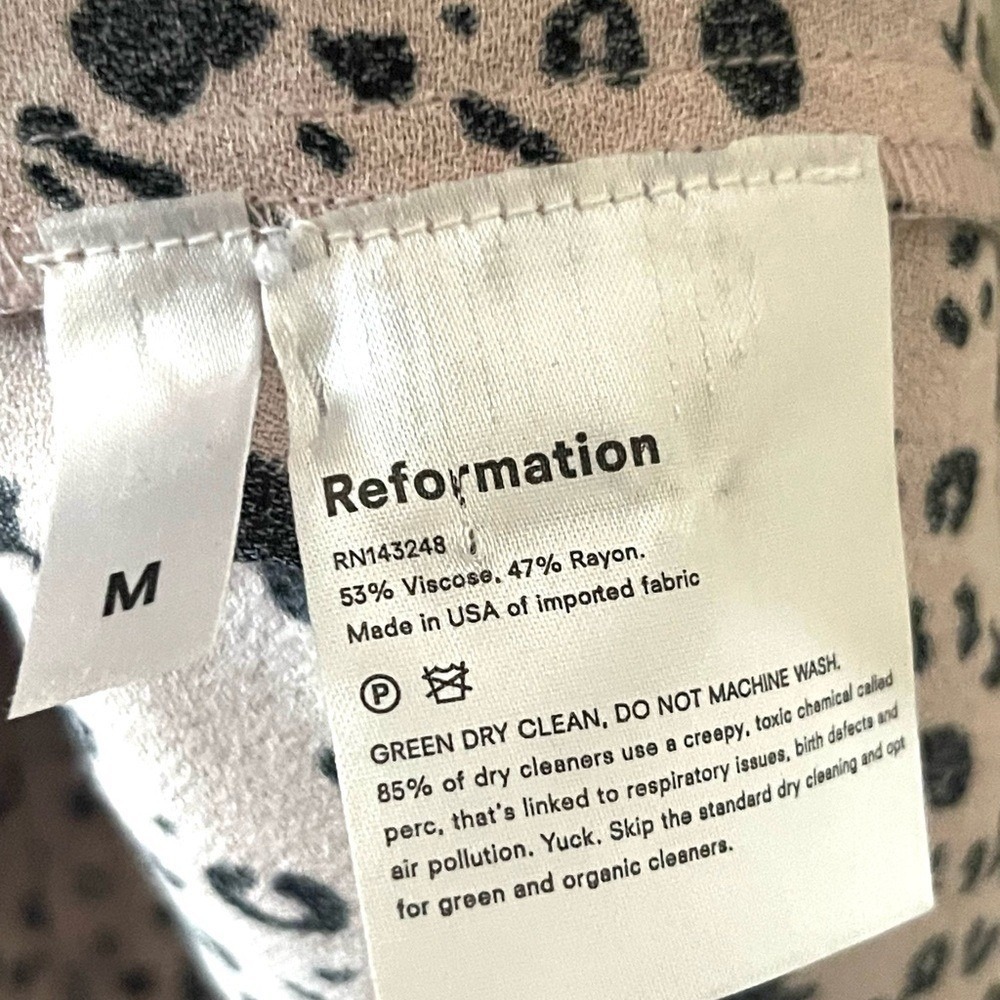 M
Reformation
RN143248
53% Viscose, 47% Rayon.
Made in USA of imported fabric
P
GREEN DRY CLEAN, DO NOT MACHINE WASH.
85% of dry cleaners use a creepy, toxic chemical called
perc, that's linked to respiratory issues, birth defects and
air pollution. Yuck. Skip the standard dry cleaning and opt
for green and organic cleaners.